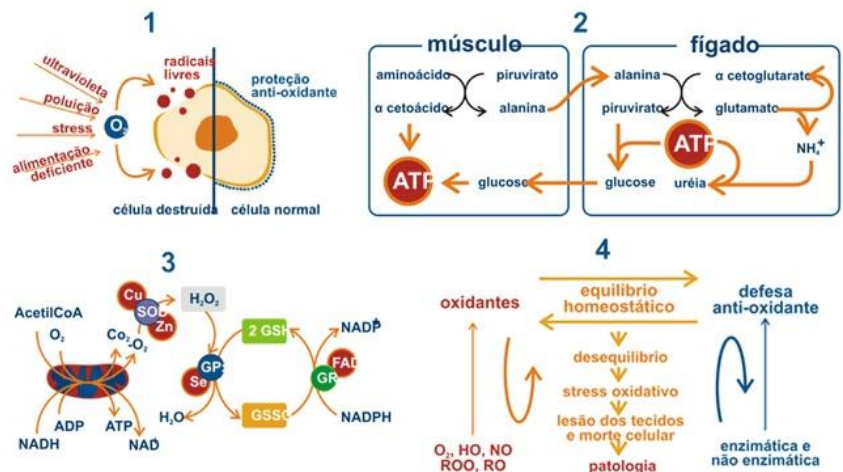 1
ultravioleta
poluição
stress
alimentação
deficiente
O₂
radicais
livres
proteção
anti-oxidante
célula destruída
célula normal
2
músculo
aminoácido
piruvirato
α cetoácido
alanina
ATP
glucose
fígado
alanina
α cetoglutarato
piruvirato
glutamato
ATP
NH₄⁺
glucose
uréia
3
AcetilCoA
O₂
Co₂
-O₂
Cu
SOD
Zn
H₂O₂
2 GSH
NADP⁺
GP
Se
FAD
GR
H₂O
GSSG
NADPH
ADP
ATP
NADH
NAD⁺
4
oxidantes
equilibrio
homeostático
defesa
anti-oxidante
desequilibrio
stress oxidativo
lesão dos tecidos
e morte celular
patologia
O₂, HO, NO
ROO, RO
enzimática e
não enzimática